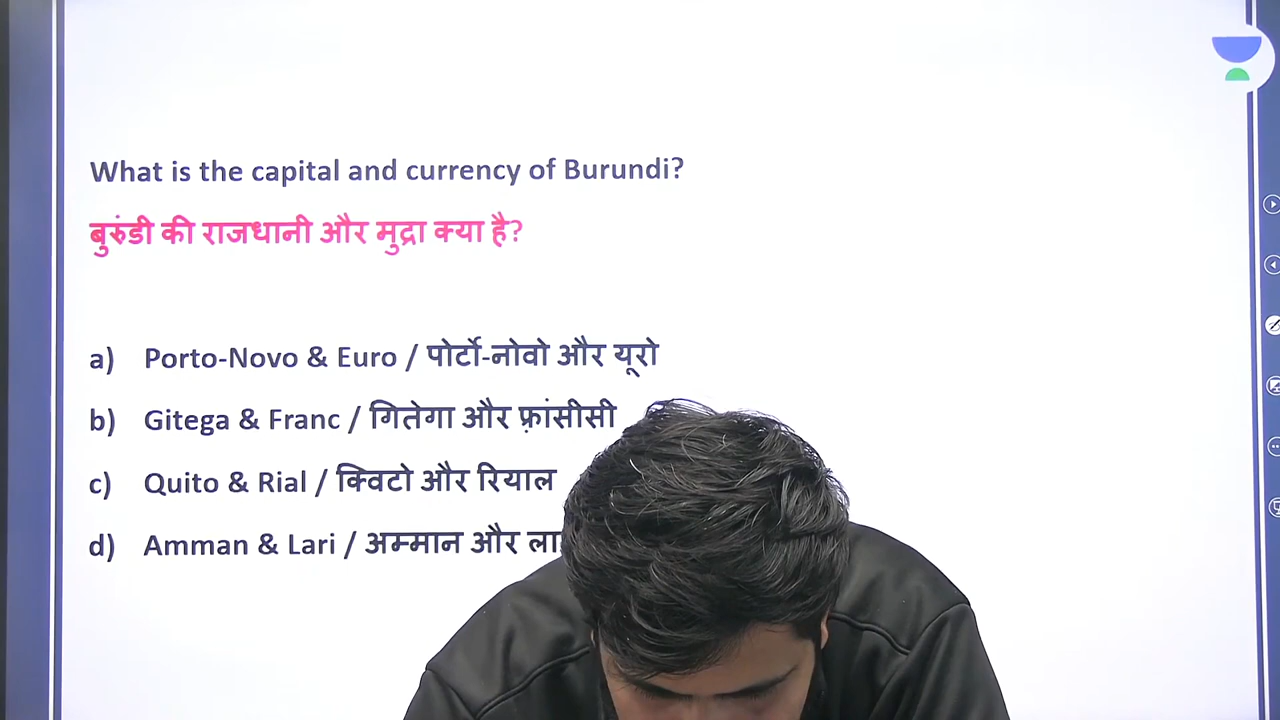 What is the capital and currency of Burundi?
बुरुंडी की राजधानी और मुद्रा क्या है?
a) Porto-Novo & Euro / पोर्टो-नोवो और यूरो
b) Gitega & Franc / गितेगा और फ़्रांसीसी
c) Quito & Rial / क्विटो और रियाल
d) Amman & Lari / अम्मान और